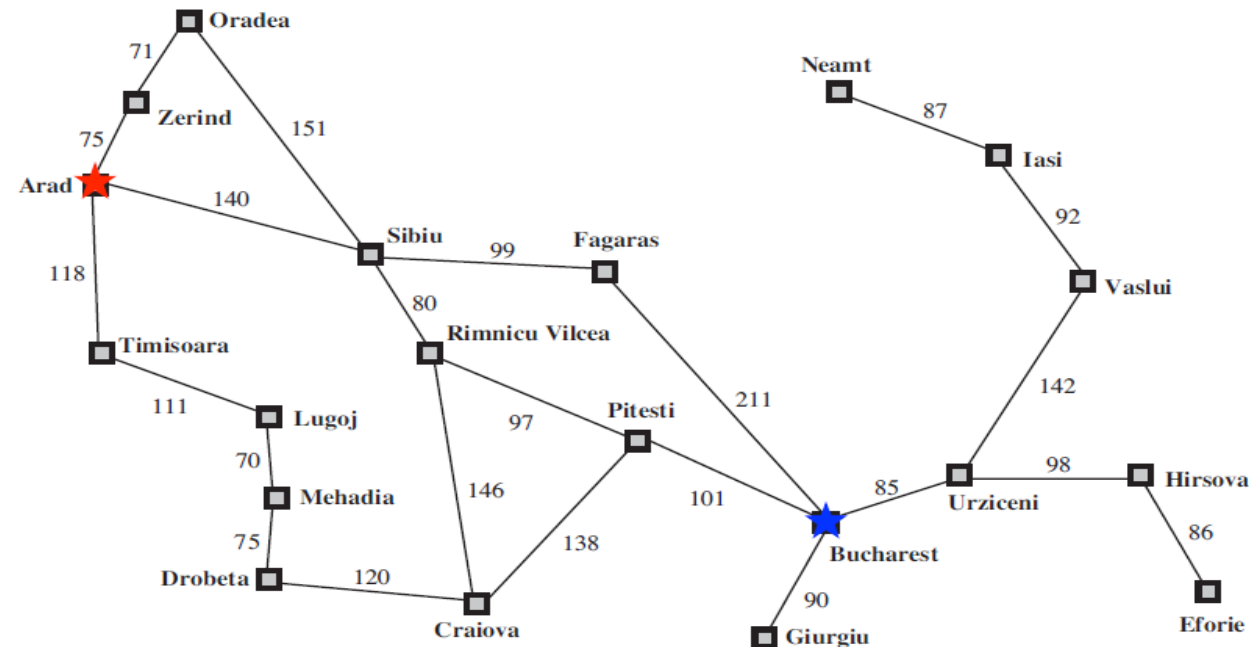 Oradea
71
Neamt
Zerind
87
151
75
Iasi
Arad
140
92
Sibiu
Fagaras
99
118
Vaslui
80
Timisoara
Rimnicu Vilcea
142
111
211
Lugoj
97
Pitesti
70
98
Hirsova
Mehadia
146
101
85
Urziceni
86
75
138
Bucharest
Drobeta
120
90
Craiova
Eforie
Giurgiu